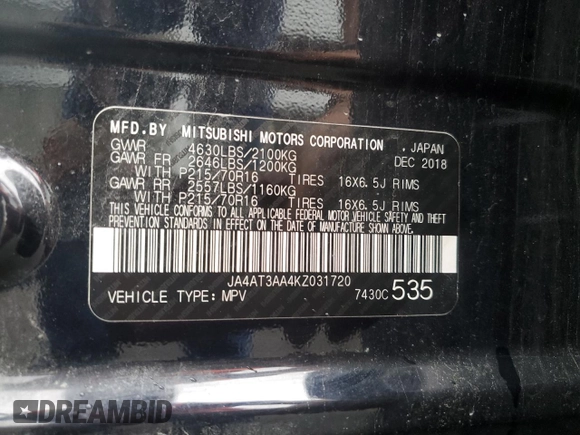 MFD.BY MITSUBISHI MOTORS CORPORATION , JAPAN
GVWR 4630LBS/2100KG DEC 2018
GAWR FR 2646LBS/1200KG
WITH P215/70R16 TIRES 16X6.5J RIMS
GAWR RR 2557LBS/1160KG
WITH P215/70R16 TIRES 16X6.5J RIMS
THIS VEHICLE CONFORMS TO ALL APPLICABLE FEDERAL MOTOR VEHICLE SAFETY AND THEFT
PREVENTION STANDARDS IN EFFECT ON THE DATE OF MANUFACTURE SHOWN ABOVE.
JA4AT3AA4KZ031720
VEHICLE TYPE:MPV 7430C 535
DREAMBID